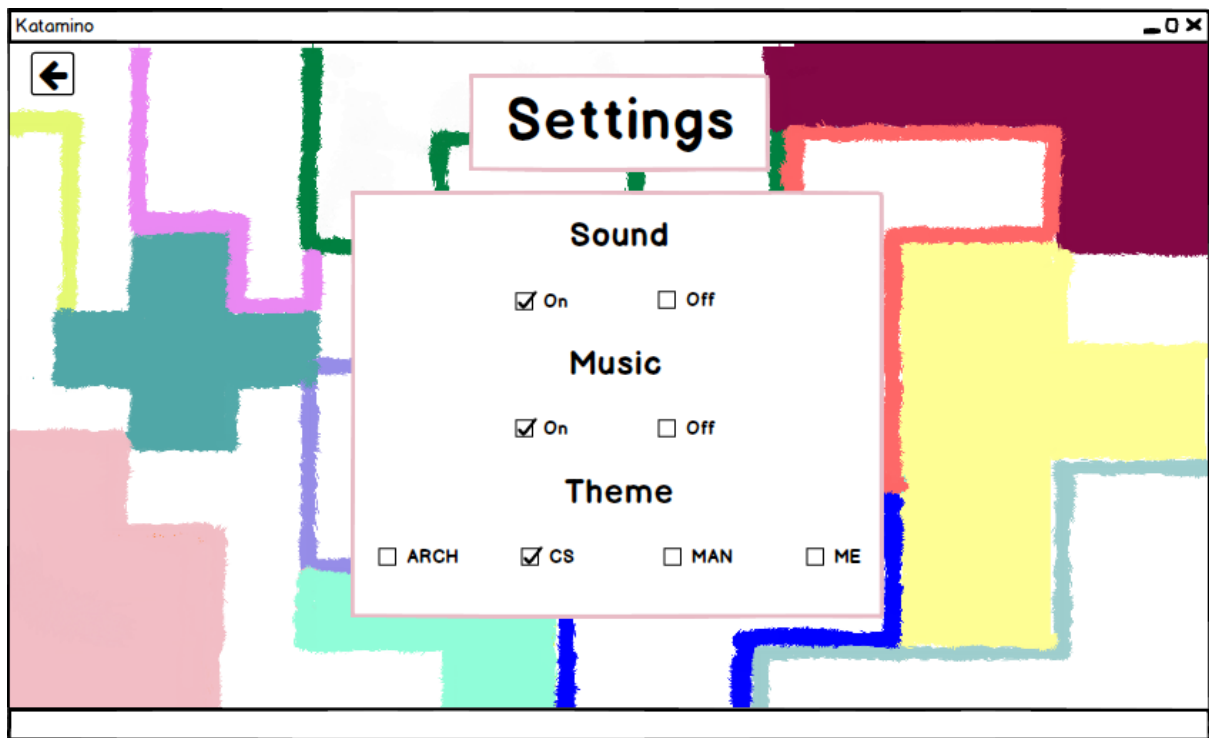 Katamino
Settings
Sound
On Off
Music
On Off
Theme
ARCH CS MAN ME